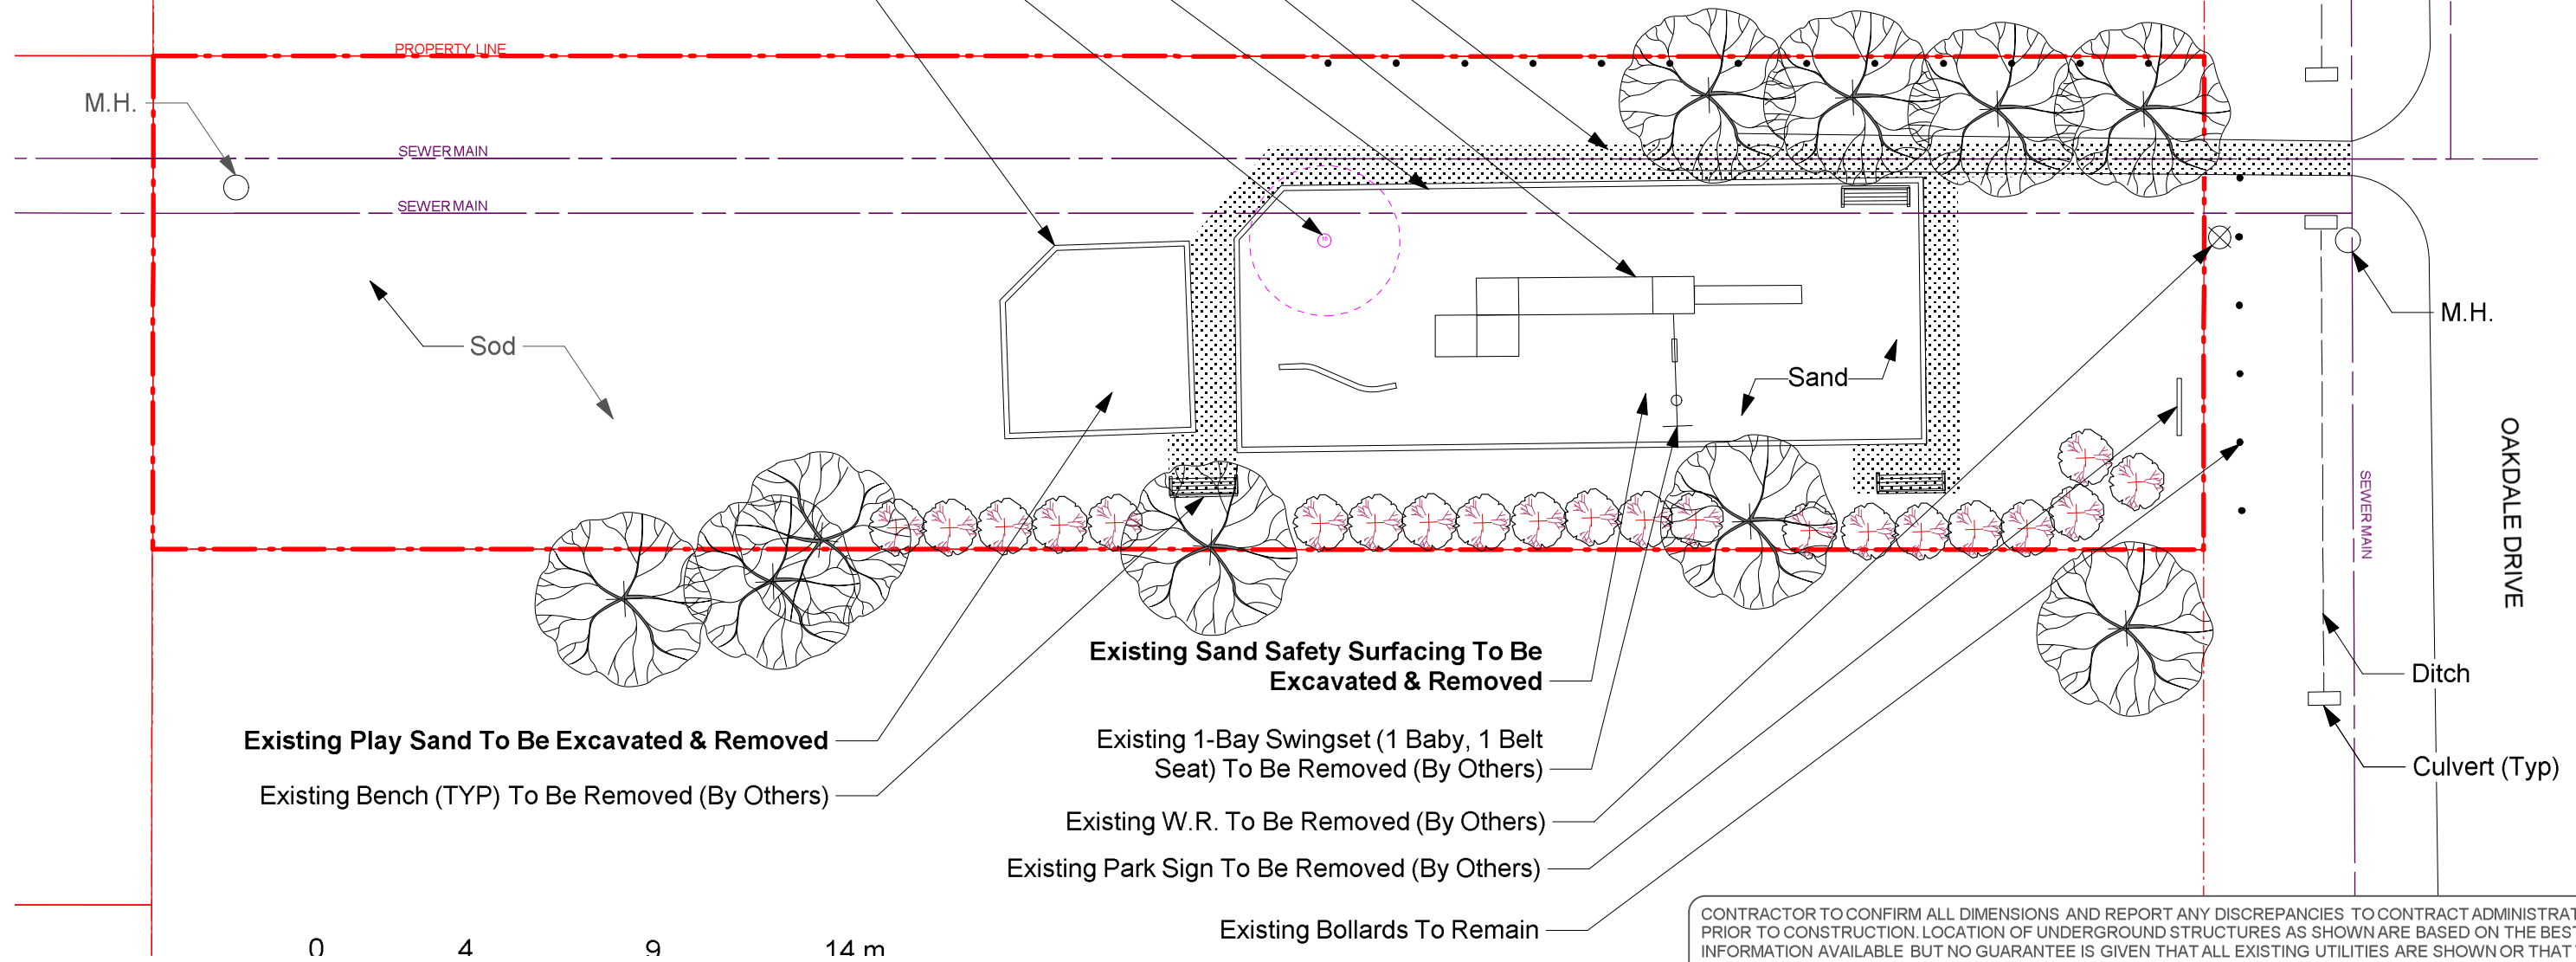 PROPERTY LINE
M.H.
SEWER MAIN
SEWER MAIN
Sod
Sand
M.H.
OAKDALE DRIVE
SEWER MAIN
Existing Sand Safety Surfacing To Be
Excavated & Removed
Ditch
Existing Play Sand To Be Excavated & Removed
Existing 1-Bay Swingset (1 Baby, 1 Belt
Seat) To Be Removed (By Others)
Culvert (Typ)
Existing Bench (TYP) To Be Removed (By Others)
Existing W.R. To Be Removed (By Others)
Existing Park Sign To Be Removed (By Others)
Existing Bollards To Remain
0 4 9 14 m
CONTRACTOR TO CONFIRM ALL DIMENSIONS AND REPORT ANY DISCREPANCIES TO CONTRACT ADMINISTRAT
PRIOR TO CONSTRUCTION. LOCATION OF UNDERGROUND STRUCTURES AS SHOWN ARE BASED ON THE BEST
INFORMATION AVAILABLE BUT NO GUARANTEE IS GIVEN THAT ALL EXISTING UTILITIES ARE SHOWN OR THAT